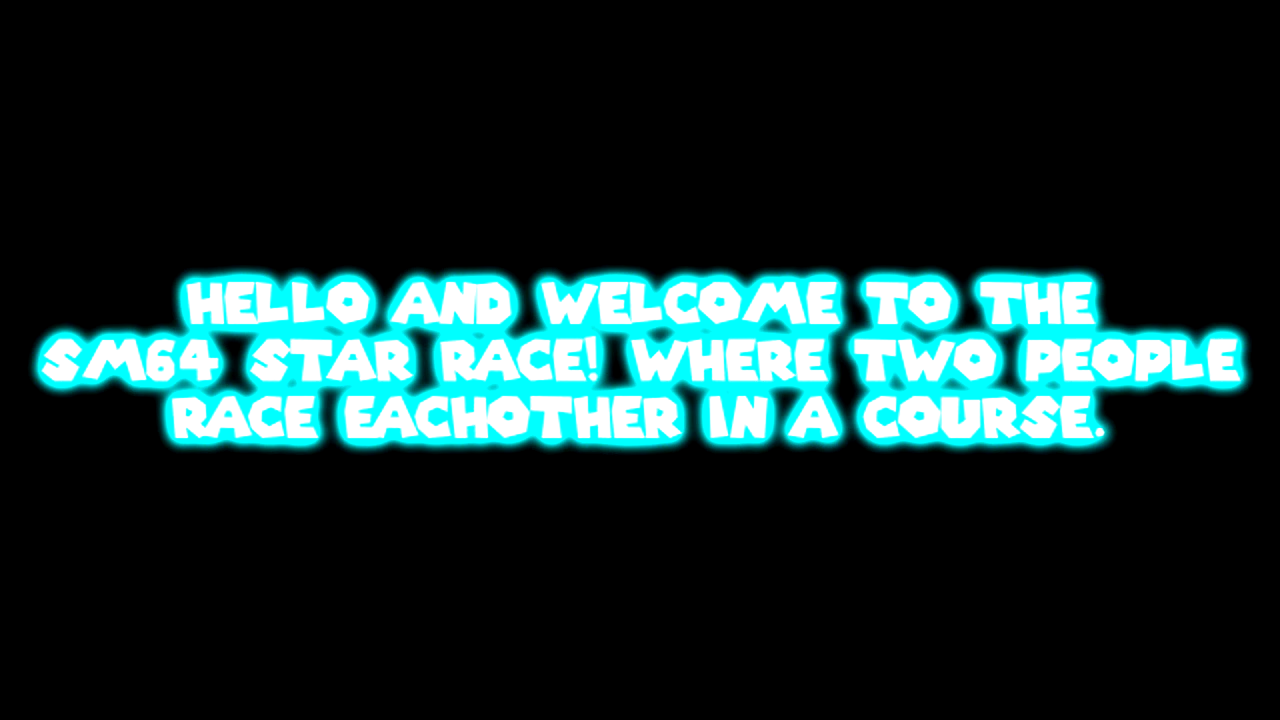 HELLO AND WELCOME TO THE
SM64 STAR RACE! WHERE TWO PEOPLE
RACE EACHOTHER IN A COURSE.